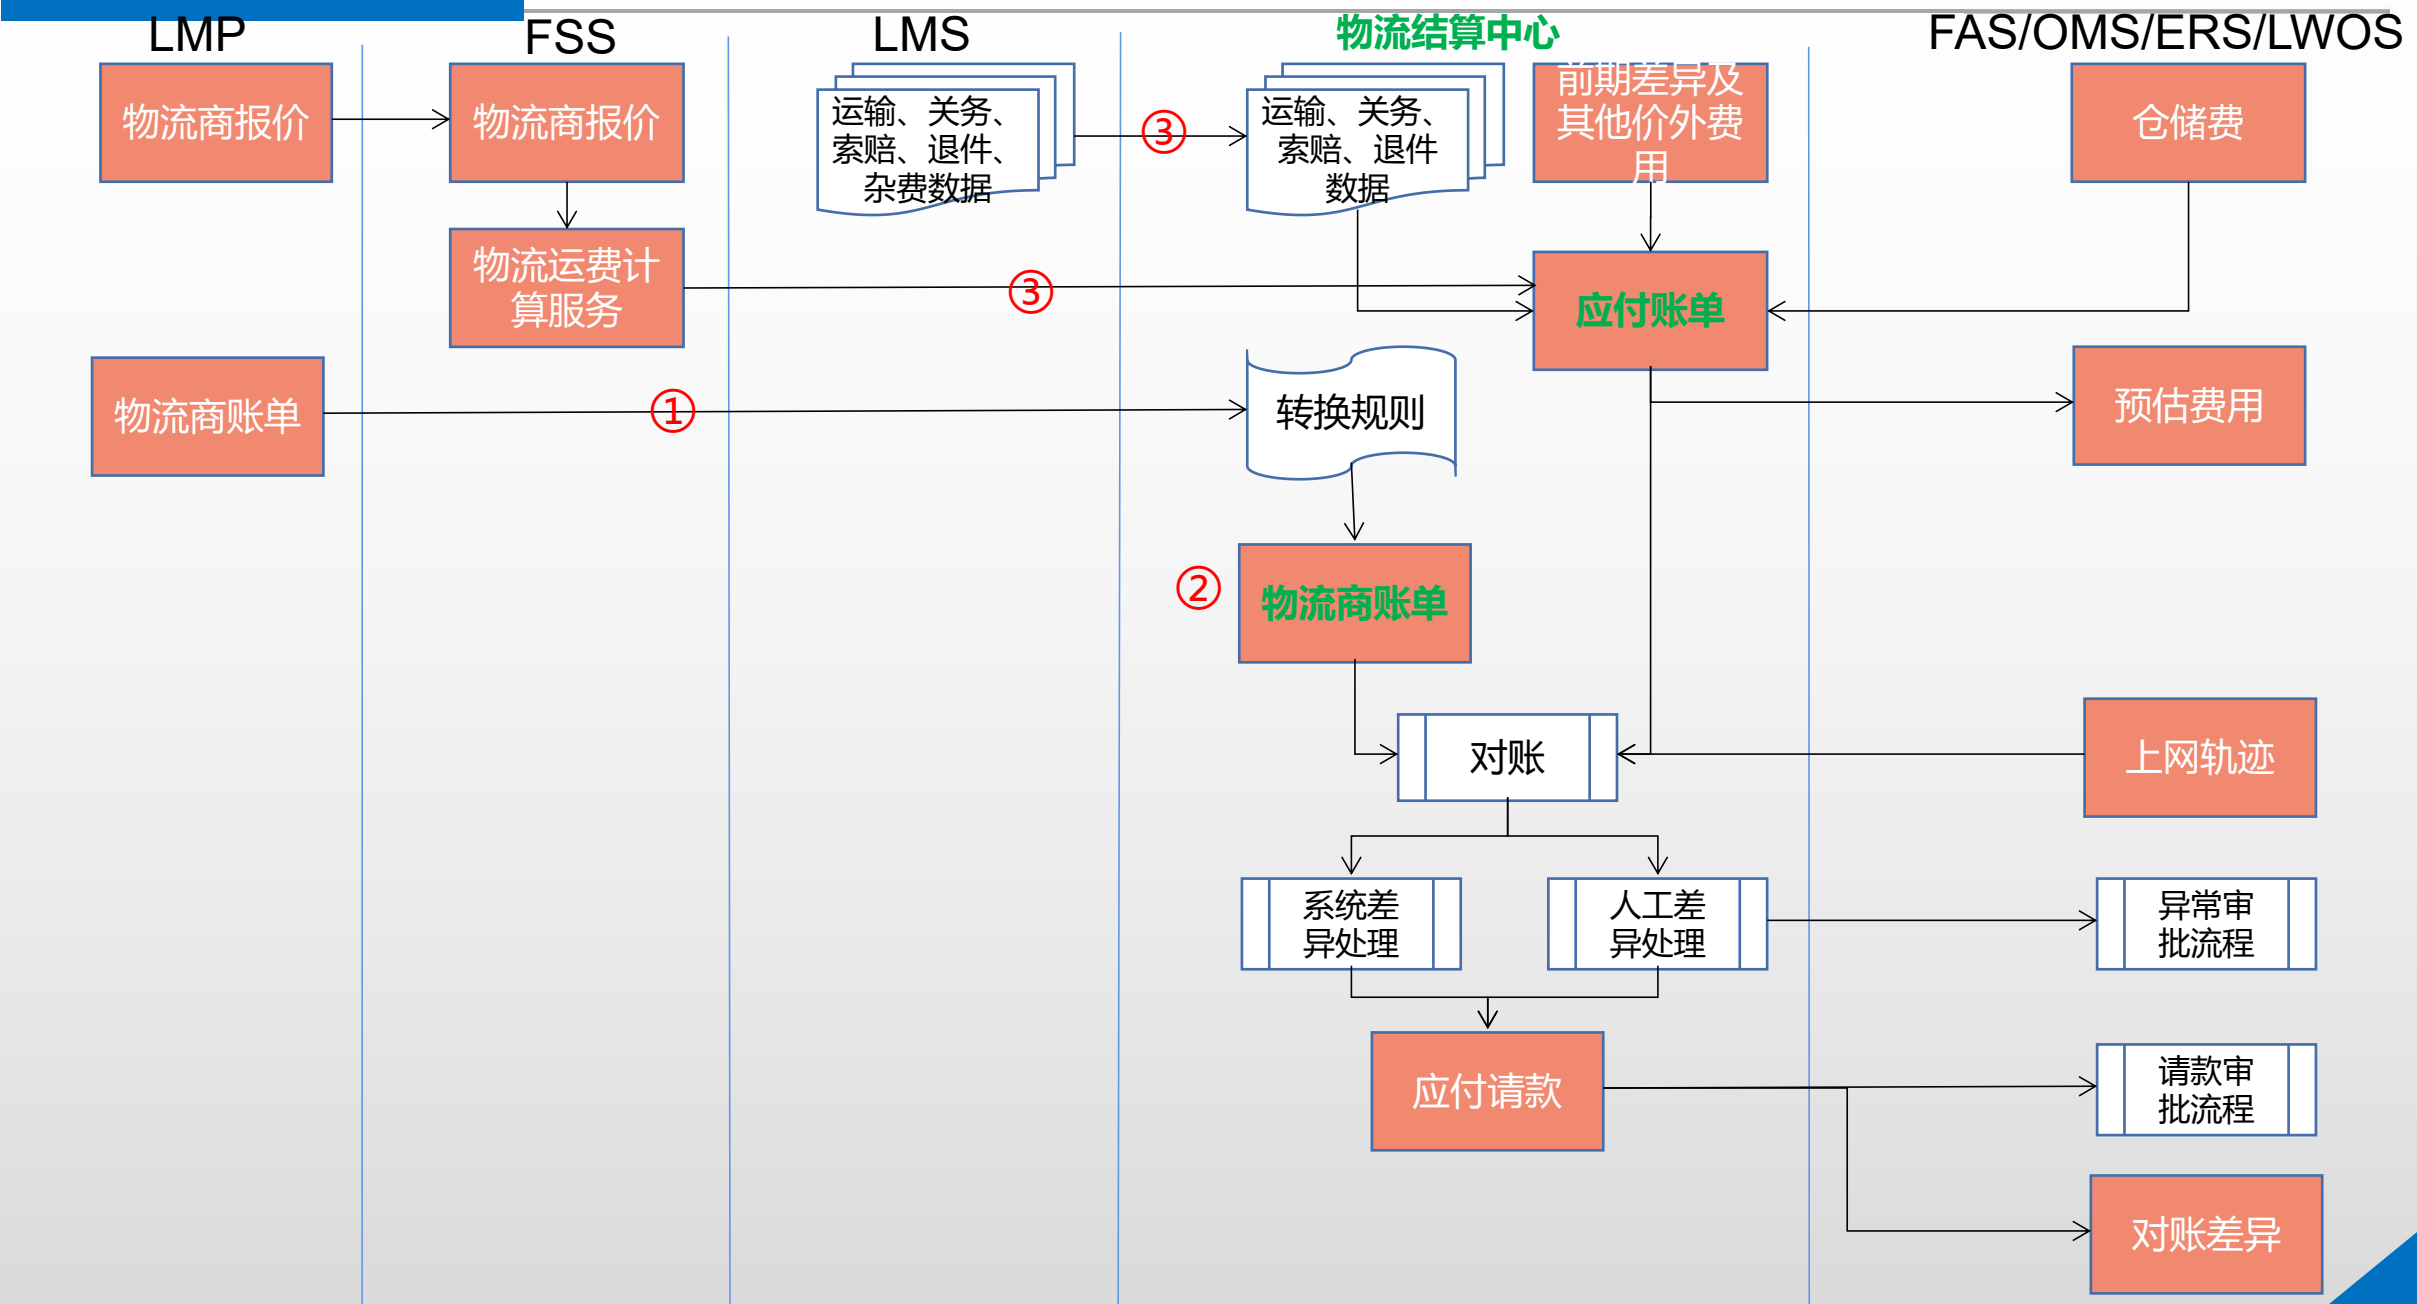 LMP
FSS
LMS
物流结算中心
FAS/OMS/ERS/LWOS
物流商报价
物流商报价
运输、关务、
索赔、退件、
杂费数据
③
运输、关务、
索赔、退件
数据
前期差异及
其他价外费
用
仓储费
物流运费计
算服务
③
应付账单
物流商账单
①
转换规则
预估费用
②
物流商账单
对账
上网轨迹
系统差
异处理
人工差
异处理
异常审
批流程
应付请款
请款审
批流程
对账差异